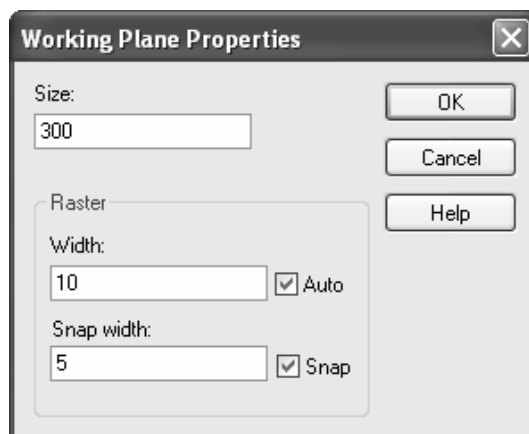 Working Plane Properties
Size:
300
OK
Cancel
Help
Raster
Width:
10
Auto
Snap width:
5
Snap